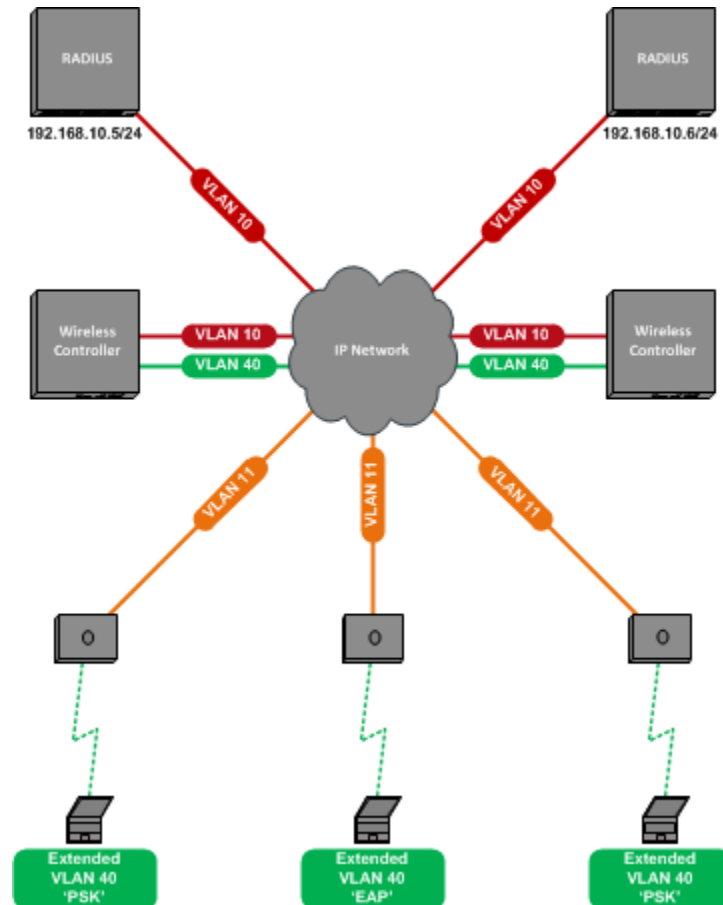 RADIUS
RADIUS
192.168.10.5/24
192.168.10.6/24
VLAN 10
VLAN 10
Wireless
Controller
VLAN 10
VLAN 40
IP Network
VLAN 10
VLAN 40
Wireless
Controller
VLAN 11
VLAN 11
VLAN 11
Extended
VLAN 40
'PSK'
Extended
VLAN 40
'EAP'
Extended
VLAN 40
'PSK'